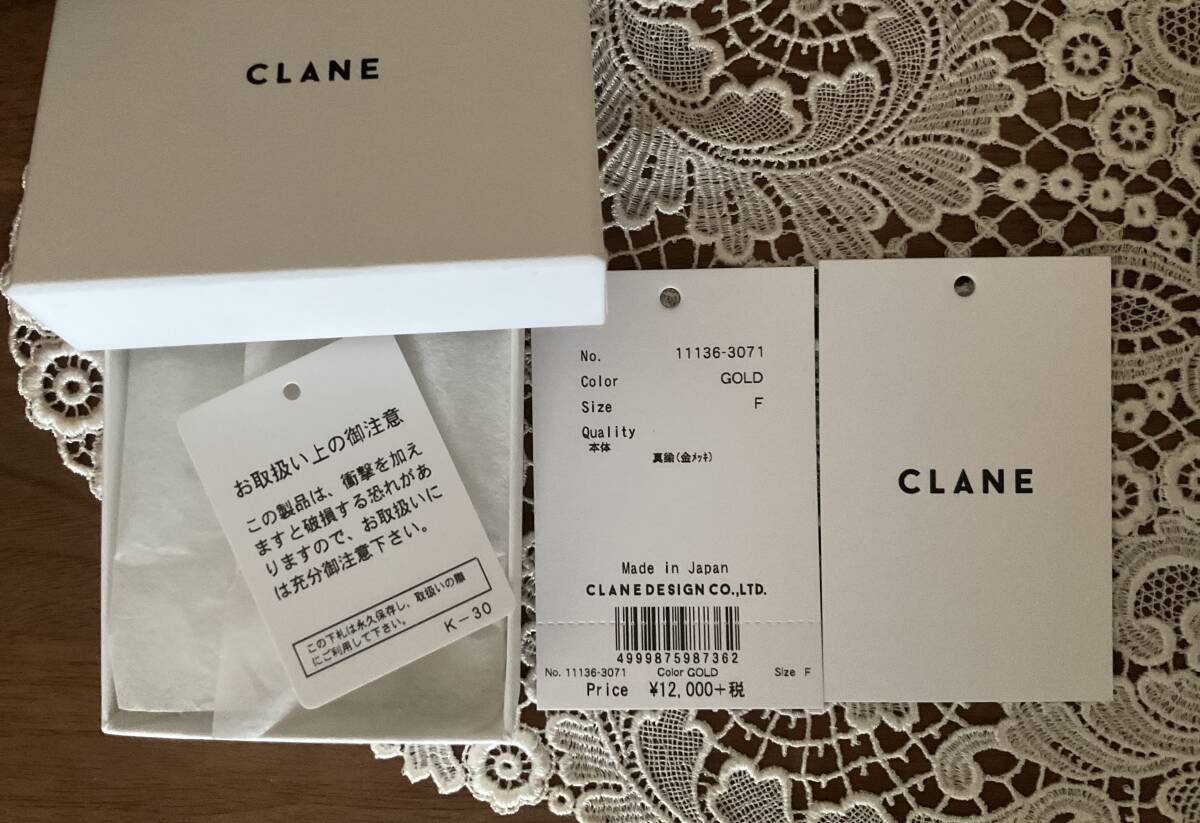 CLANE
お取扱い上の御注意
この製品は、衝撃を加え
ますと破損する恐れがあ
りますので、お取扱いに
は充分御注意下さい。
この下札は永久保存し、取扱いの際
にご利用して下さい。
K-30
No. 11136-3071
Color GOLD
Size F
Quality
本体
真鍮(金ﾒｯｷ)
Made in Japan
CLANEDESIGN CO.,LTD.
4999875987362
No. 11136-3071 Color GOLD Size F
Price ¥12,000+税
CLANE